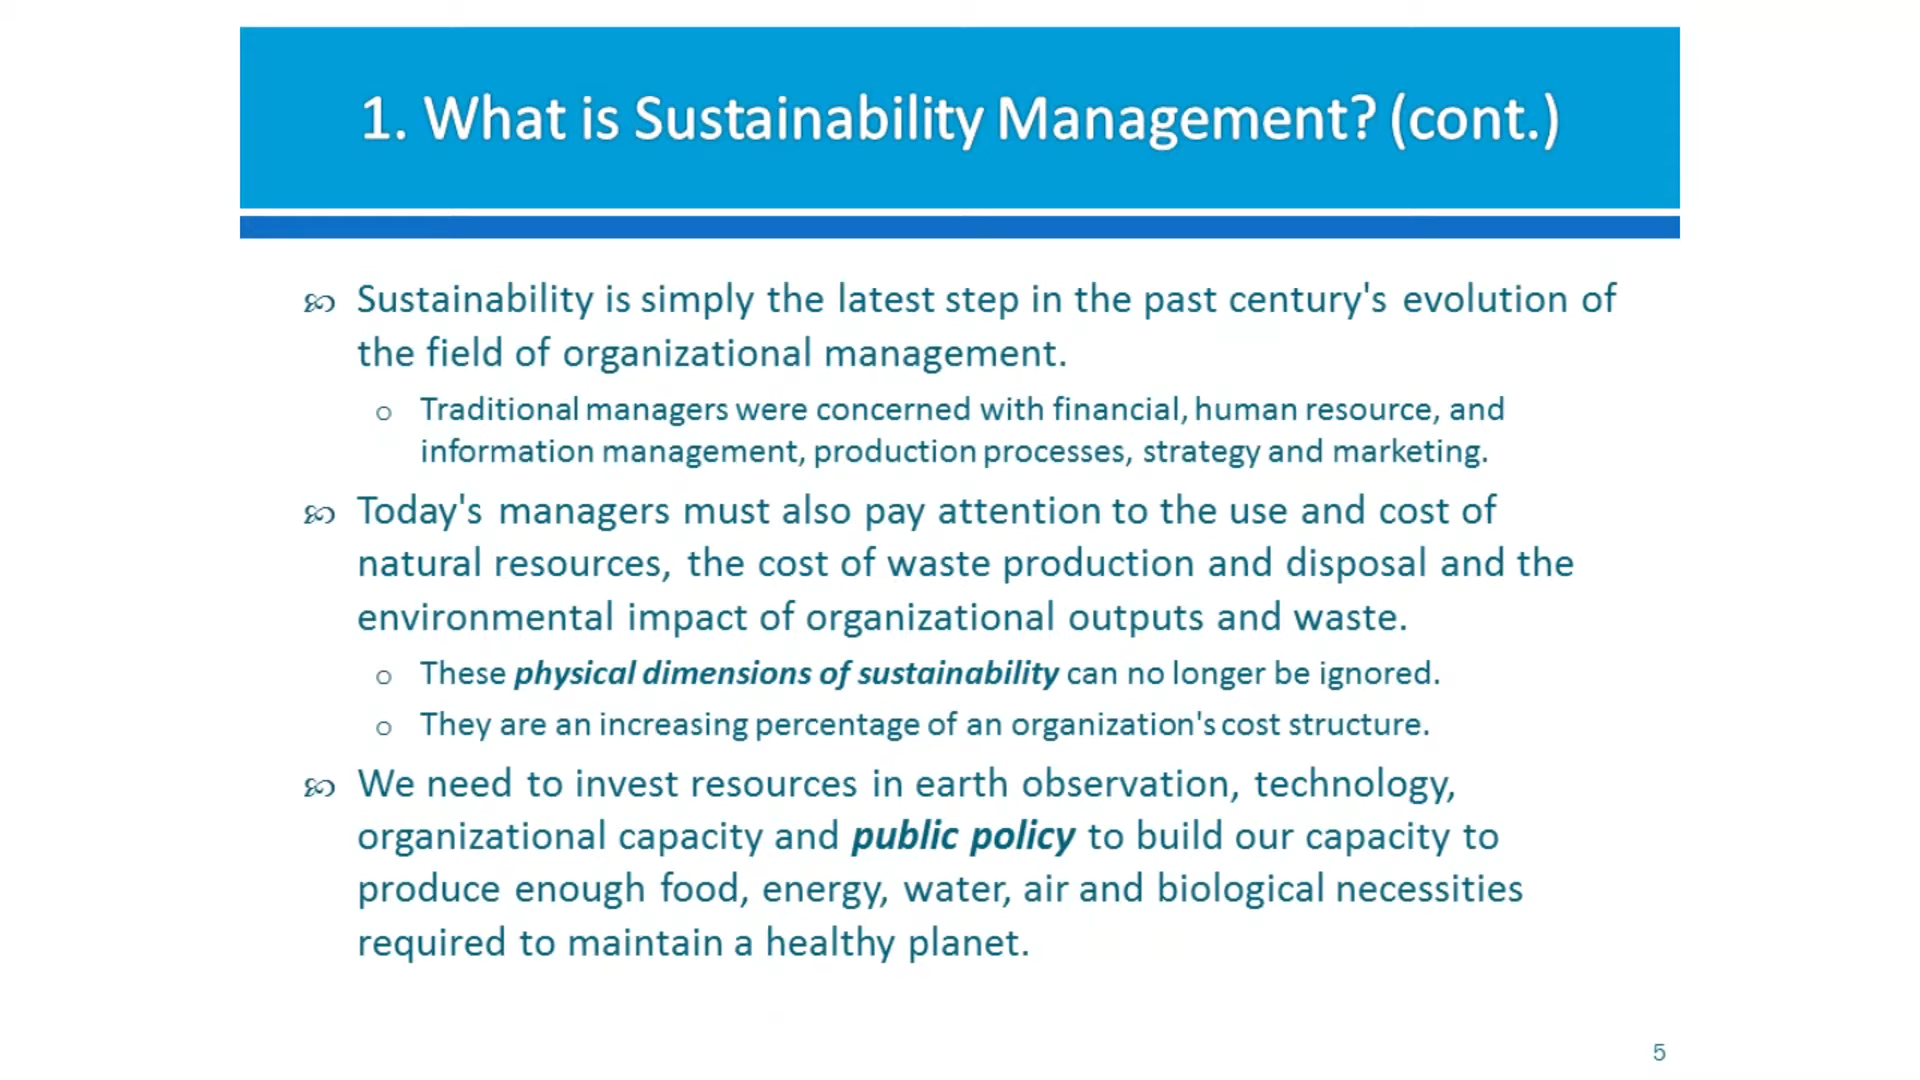 1. What is Sustainability Management? (cont.)
Sustainability is simply the latest step in the past century's evolution of
the field of organizational management.
Traditional managers were concerned with financial, human resource, and
information management, production processes, strategy and marketing.
Today's managers must also pay attention to the use and cost of
natural resources, the cost of waste production and disposal and the
environmental impact of organizational outputs and waste.
These physical dimensions of sustainability can no longer be ignored.
They are an increasing percentage of an organization's cost structure.
We need to invest resources in earth observation, technology,
organizational capacity and public policy to build our capacity to
produce enough food, energy, water, air and biological necessities
required to maintain a healthy planet.
5